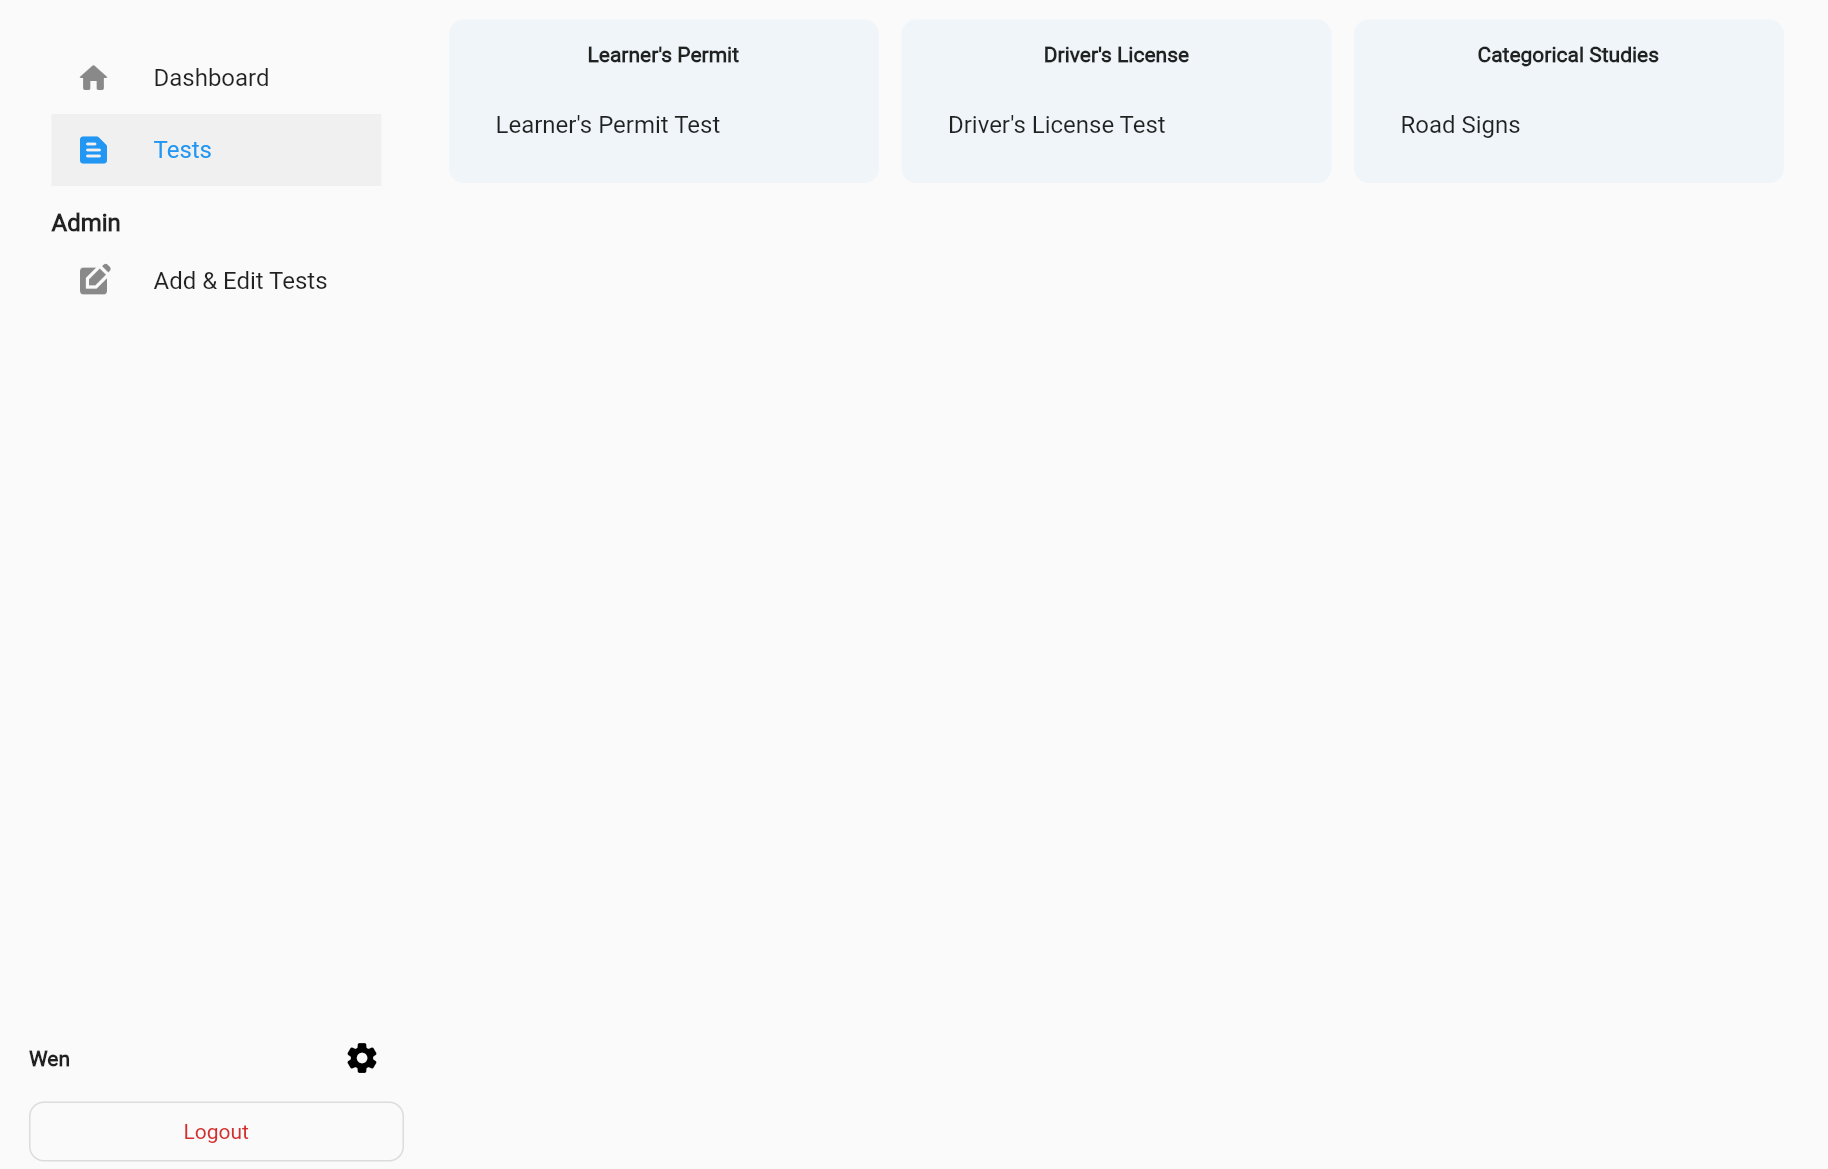 Dashboard
Tests
Admin
Add & Edit Tests
Learner's Permit
Learner's Permit Test
Driver's License
Driver's License Test
Categorical Studies
Road Signs
Wen
Logout